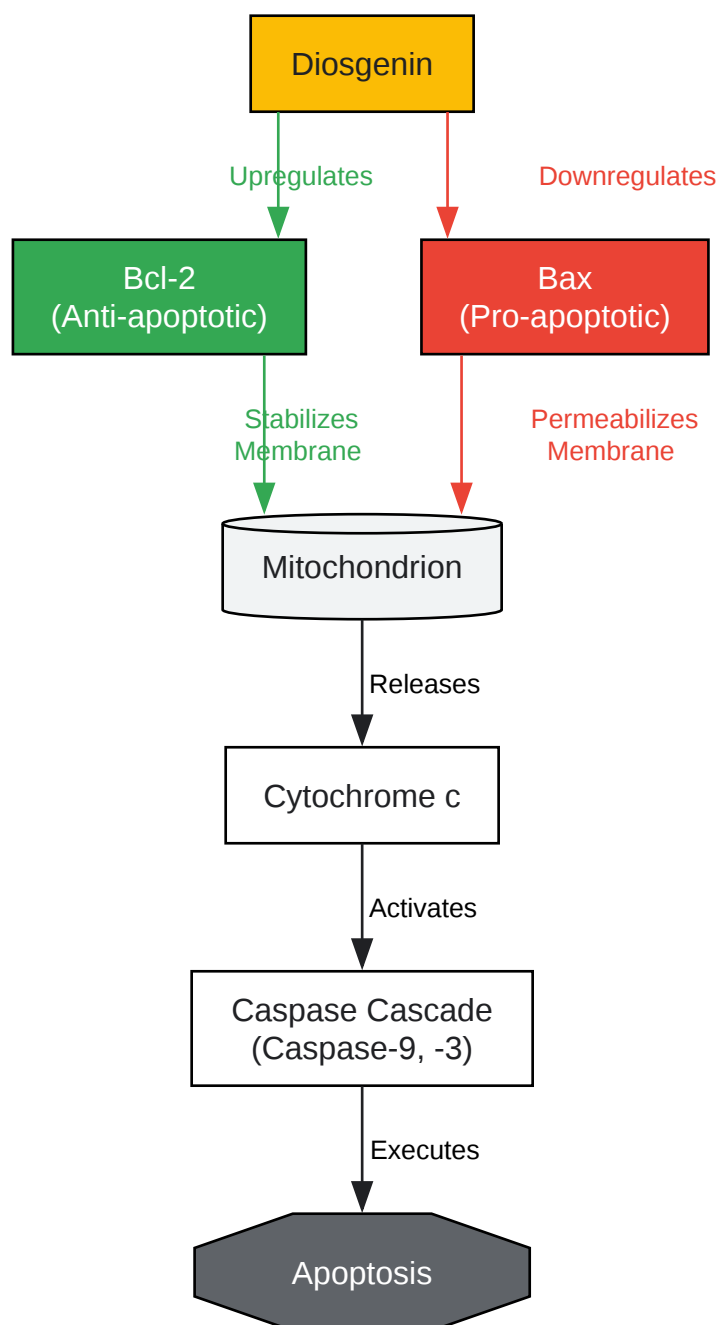 Diosgenin
Upregulates
Downregulates
Bcl-2
(Anti-apoptotic)
Bax
(Pro-apoptotic)
Stabilizes
Membrane
Permeabilizes
Membrane
Mitochondrion
Releases
Cytochrome c
Activates
Caspase Cascade
(Caspase-9, -3)
Executes
Apoptosis